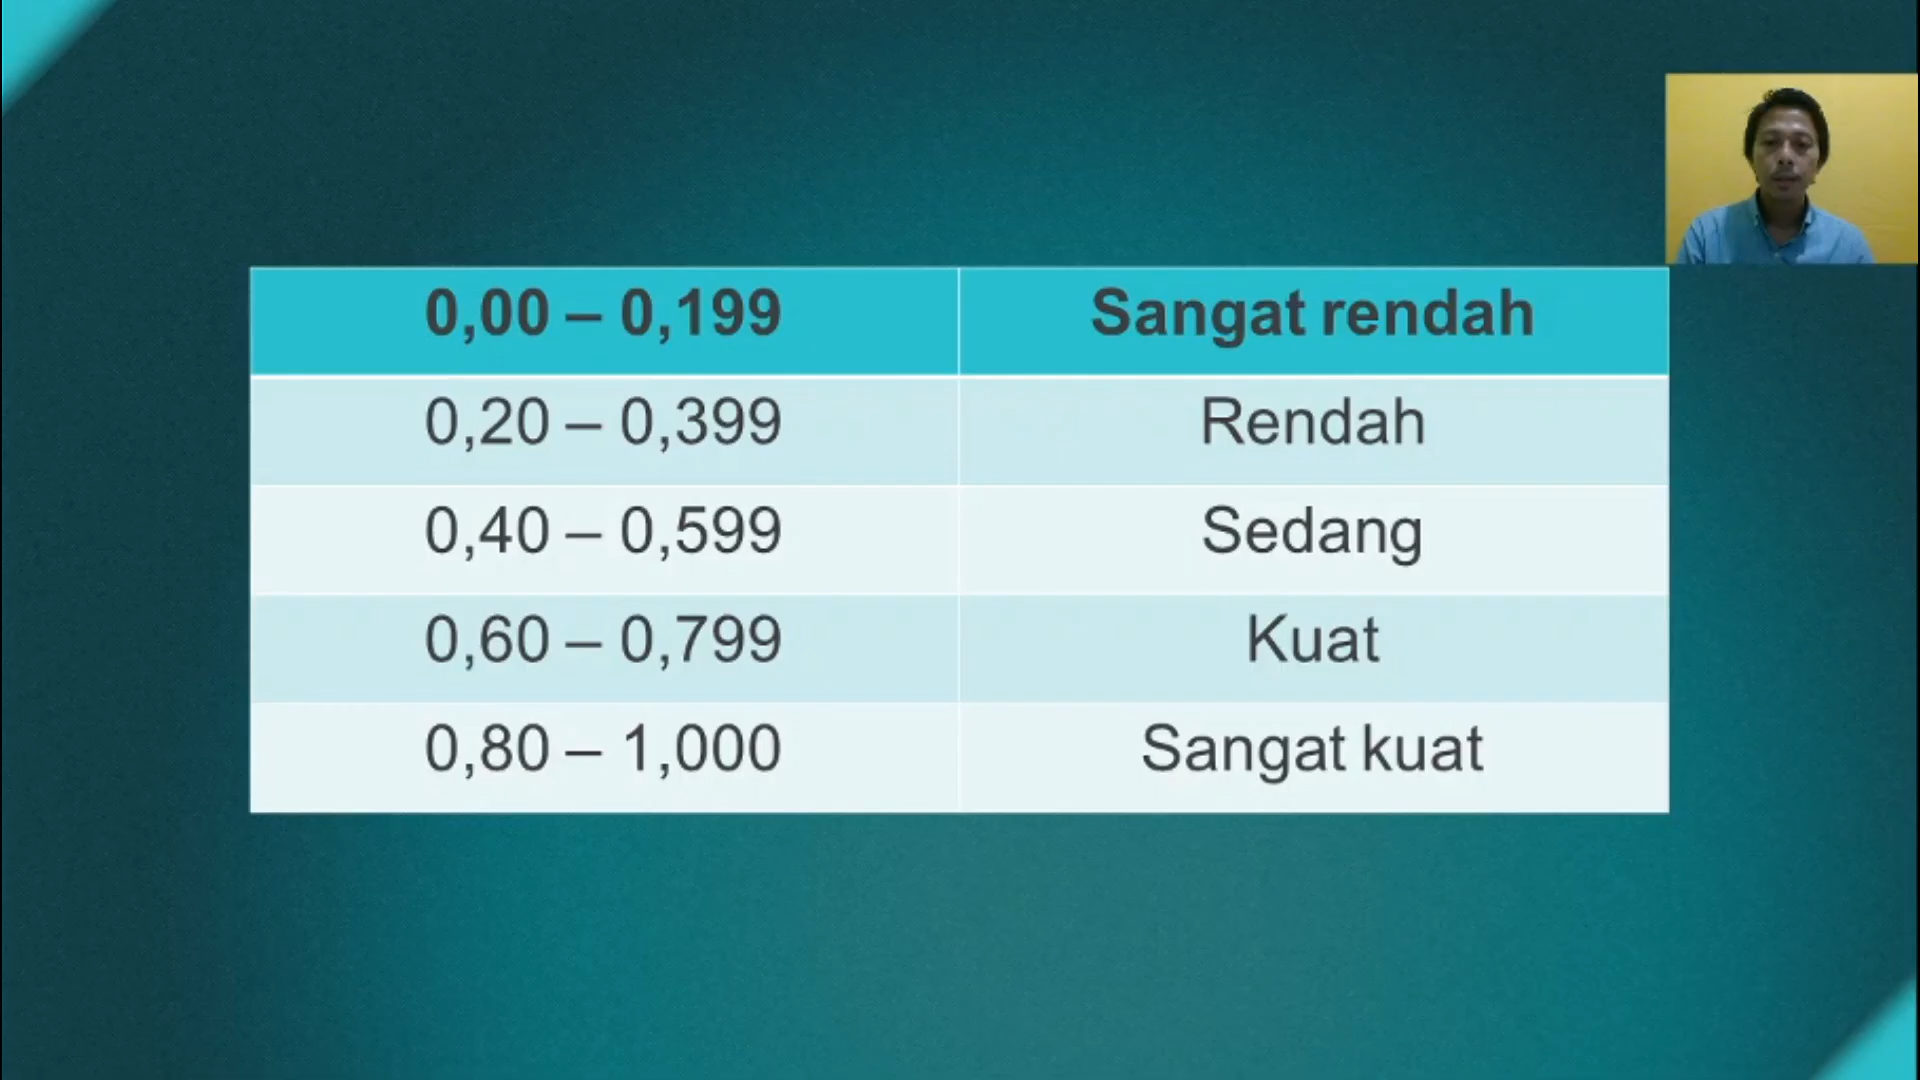 0,00 – 0,199 Sangat rendah
0,20 – 0,399 Rendah
0,40 – 0,599 Sedang
0,60 – 0,799 Kuat
0,80 – 1,000 Sangat kuat